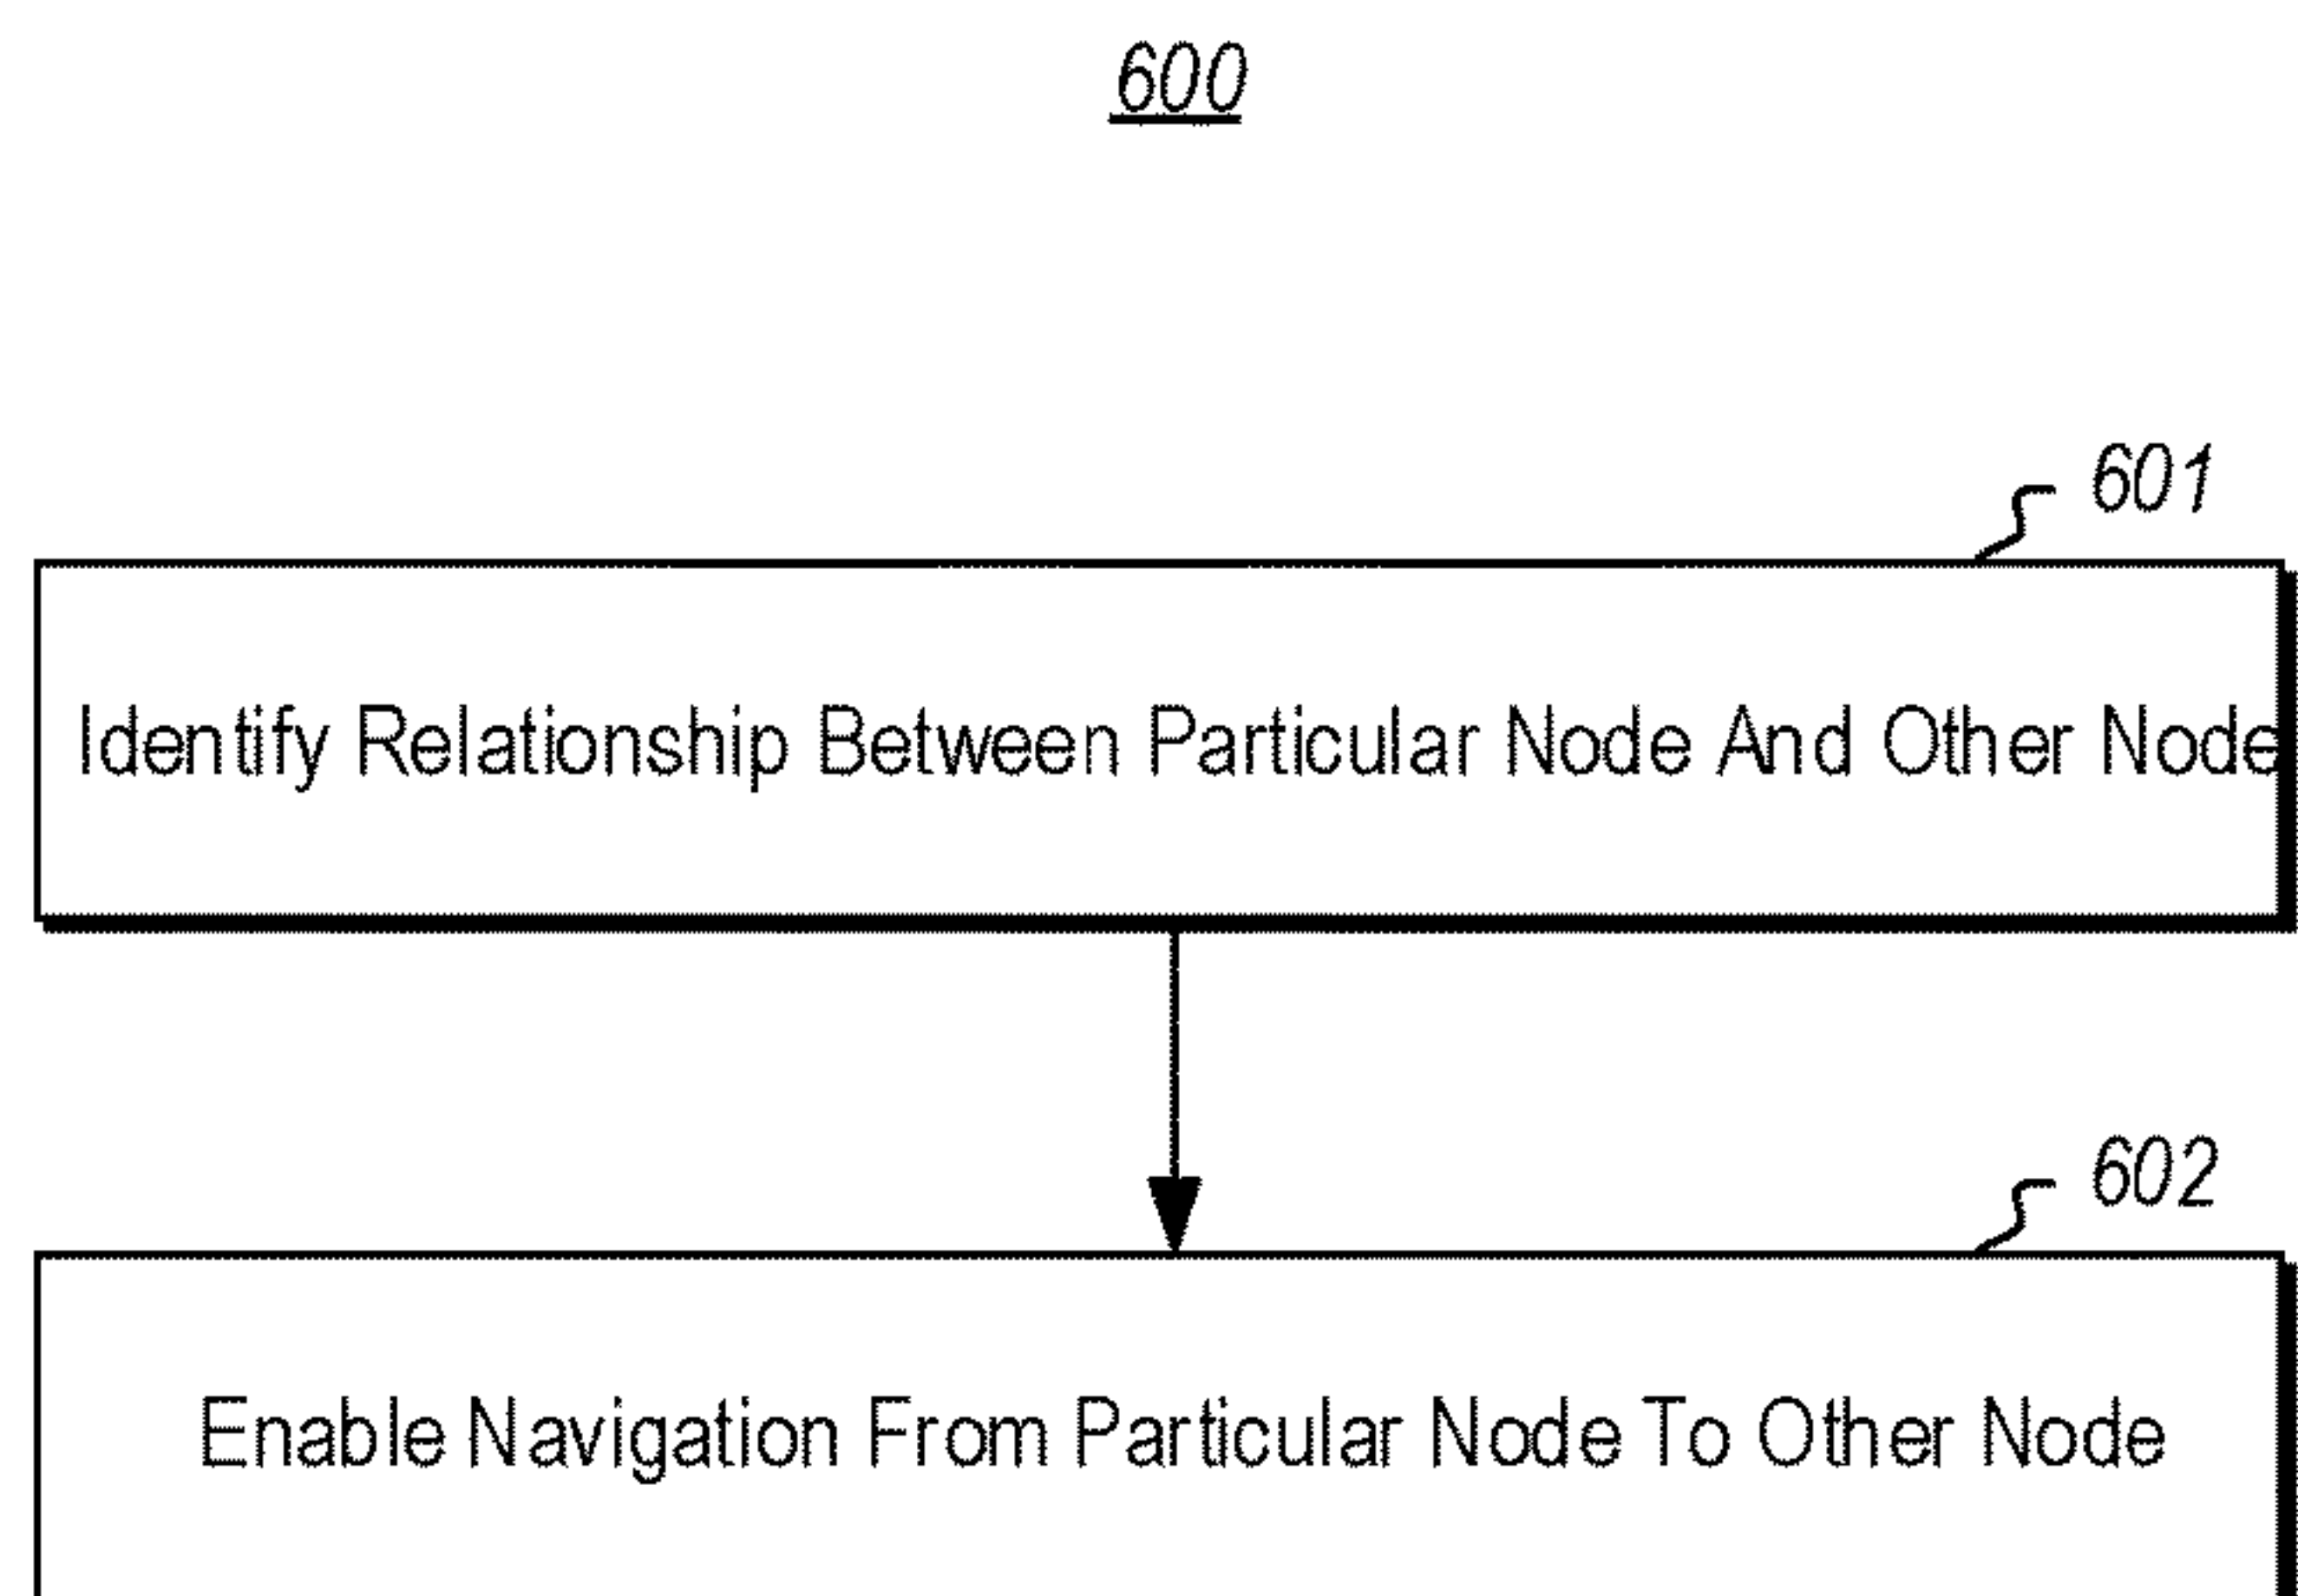 600
601
Identify Relationship Between Particular Node And Other Node
602
Enable Navigation From Particular Node To Other Node